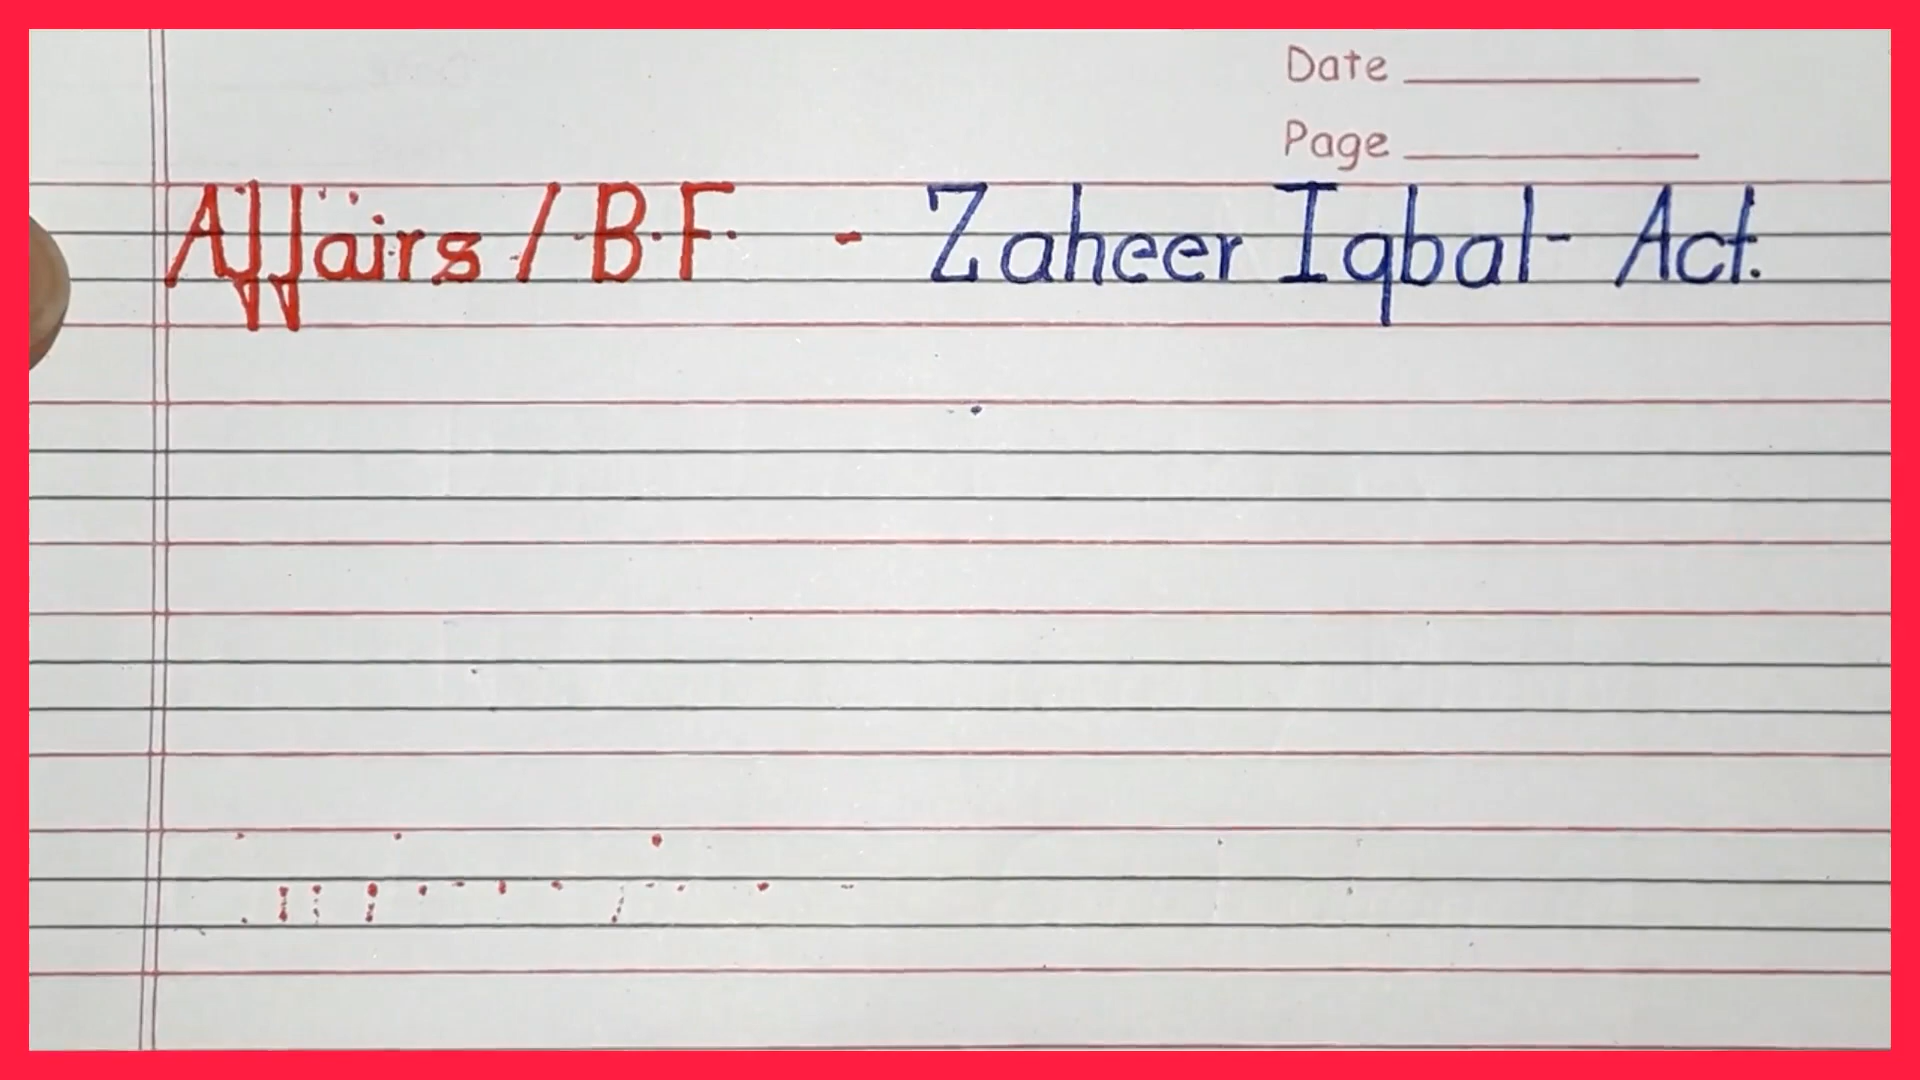 Date
Page
Affairs / B.F. - Zaheer Iqbal - Act.